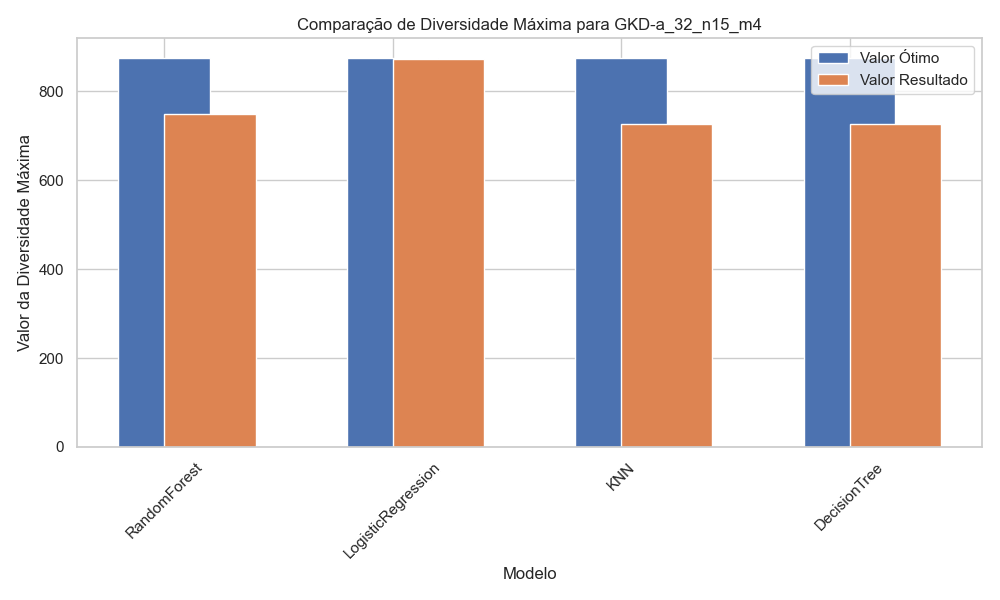 Comparação de Diversidade Máxima para GKD-a_32_n15_m4
Valor Ótimo
Valor Resultado
Valor da Diversidade Máxima
800
600
400
200
0
RandomForest
LogisticRegression
KNN
DecisionTree
Modelo